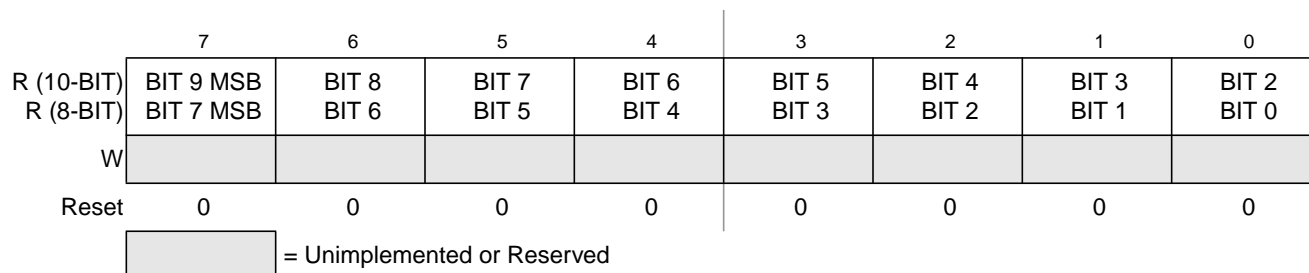 7 6 5 4 3 2 1 0
R (10-BIT) BIT 9 MSB BIT 8 BIT 7 BIT 6 BIT 5 BIT 4 BIT 3 BIT 2
R (8-BIT) BIT 7 MSB BIT 6 BIT 5 BIT 4 BIT 3 BIT 2 BIT 1 BIT 0
W
Reset 0 0 0 0 0 0 0 0
= Unimplemented or Reserved